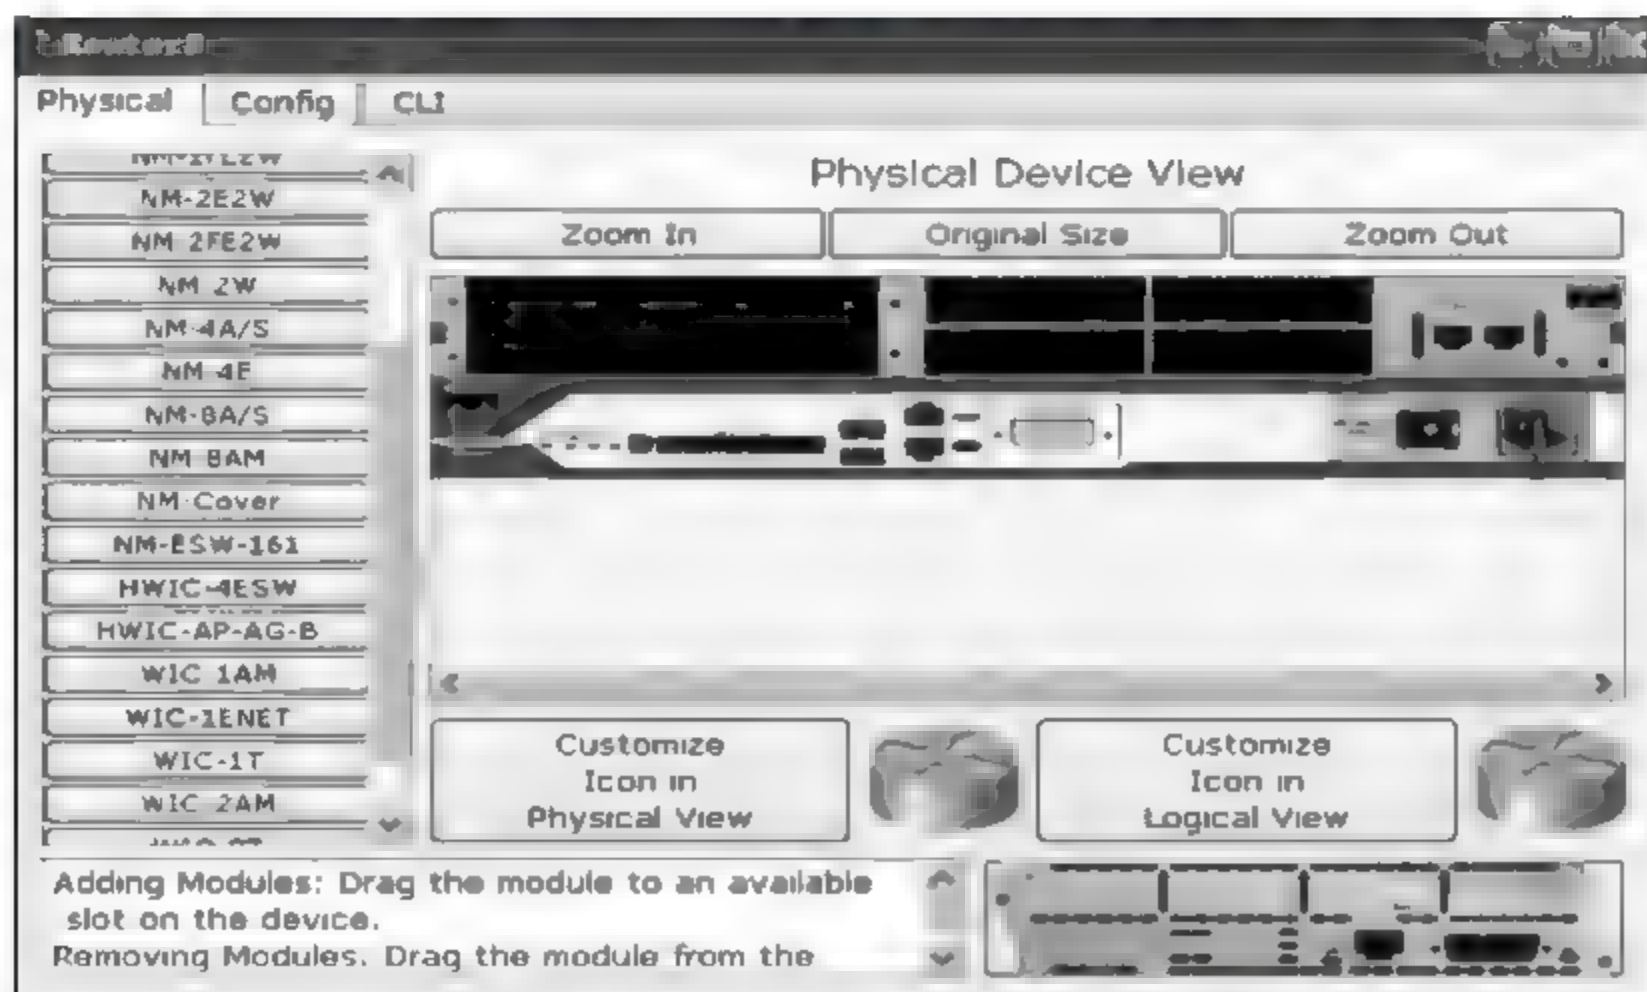 Physical
Config
CLI
NM-2E2W
NM 2FE2W
NM 2W
NM-4A/S
NM 4E
NM-8A/S
NM 8AM
NM-Cover
NM-ESW-161
HWIC-4ESW
HWIC-AP-AG-B
WIC 1AM
WIC-1ENET
WIC-1T
WIC 2AM
Physical Device View
Zoom In
Original Size
Zoom Out
Customize
Icon in
Physical View
Customize
Icon in
Logical View
Adding Modules: Drag the module to an available
slot on the device.
Removing Modules. Drag the module from the